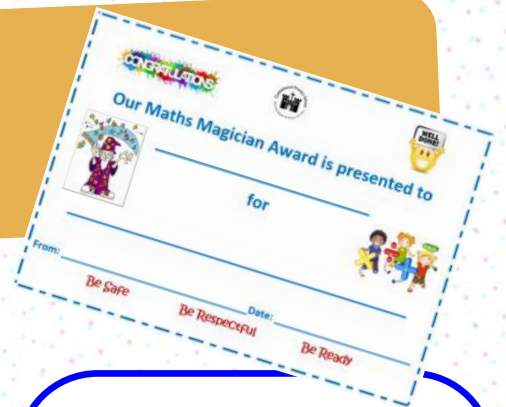 CONGRATULATIONS
WELL DONE!
Our Maths Magician Award is presented to
for
From:
Date:
Be Safe
Be Respectful
Be Ready